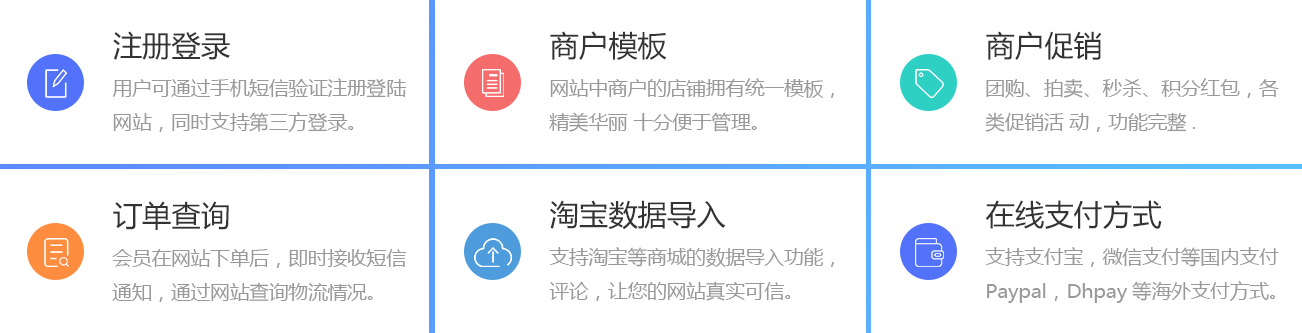 注册登录
用户可通过手机短信验证注册登陆
网站，同时支持第三方登录。
商户模板
网站中商户的店铺拥有统一模板，
精美华丽 十分便于管理。
商户促销
团购、拍卖、秒杀、积分红包，各
类促销活 动，功能完整 .
订单查询
会员在网站下单后，即时接收短信
通知，通过网站查询物流情况。
淘宝数据导入
支持淘宝等商城的数据导入功能，
评论，让您的网站真实可信。
在线支付方式
支持支付宝，微信支付等国内支付
Paypal，Dhpay 等海外支付方式。